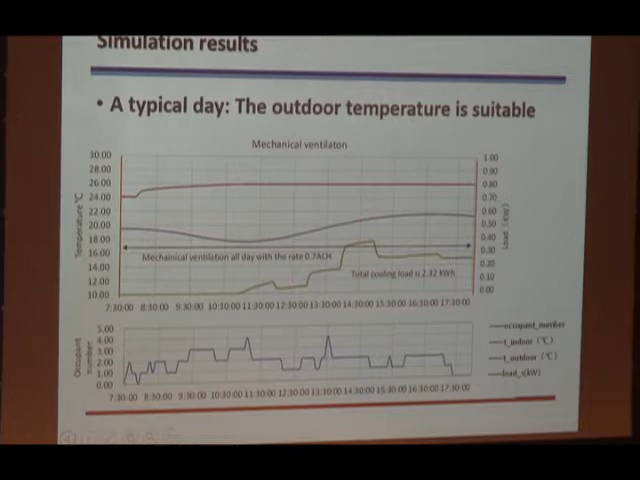 Simulation results
• A typical day: The outdoor temperature is suitable
Mechanical ventilaton
30.00
28.00
26.00
24.00
22.00
20.00
18.00
16.00
14.00
12.00
10.00
Temperature °C
1.00
0.90
0.80
0.70
0.60
0.50
0.40
0.30
0.20
0.10
0.00
Load (kW)
Mechainical ventilation all day with the rate 0.7ACH
Total cooling load is 2.32 kWh
7:30:00 8:30:00 9:30:00 10:30:00 11:30:00 12:30:00 13:30:00 14:30:00 15:30:00 16:30:00 17:30:00
Occupant number
5.00
4.00
3.00
2.00
1.00
0.00
7:30:00 8:30:00 9:30:00 10:30:00 11:30:00 12:30:00 13:30:00 14:30:00 15:30:00 16:30:00 17:30:00
occupant_number
t_indoor (℃)
t_outdoor (℃)
load_s(kW)